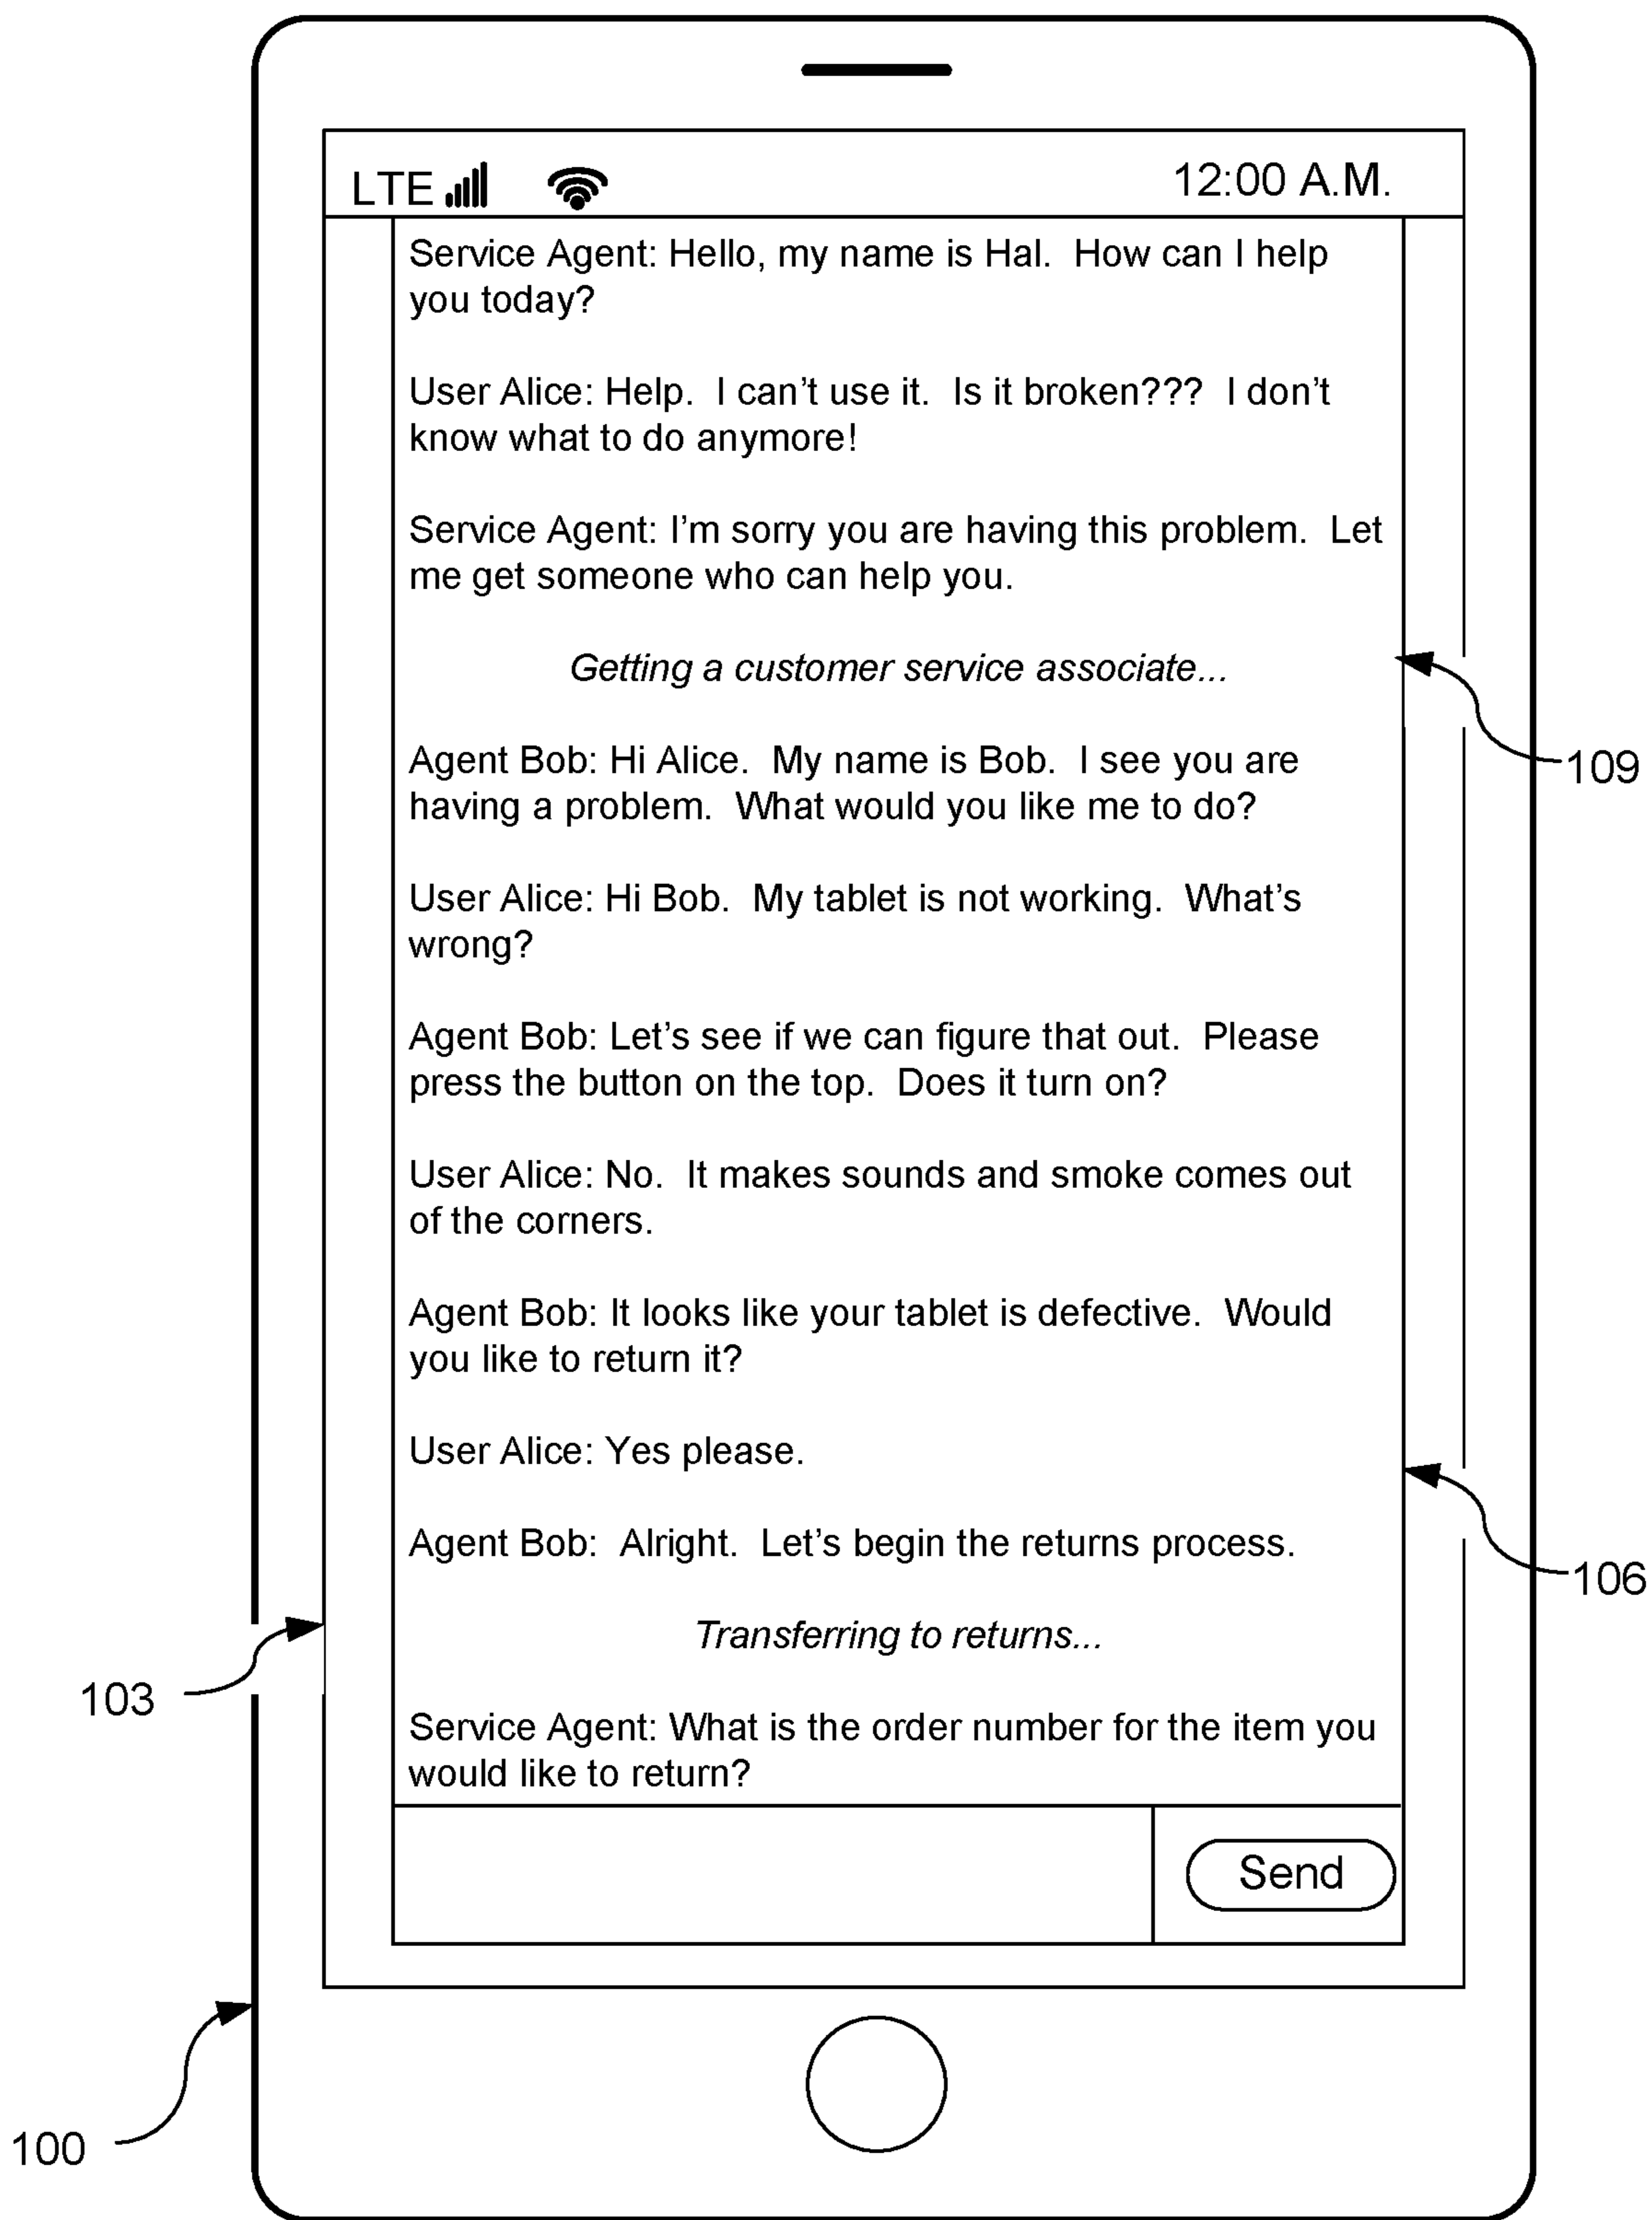 LTE 12:00 A.M.
Service Agent: Hello, my name is Hal.  How can I help
you today?
User Alice: Help.  I can’t use it.  Is it broken???  I don’t
know what to do anymore!
Service Agent: I’m sorry you are having this problem.  Let
me get someone who can help you.
Getting a customer service associate...
109
Agent Bob: Hi Alice.  My name is Bob.  I see you are
having a problem.  What would you like me to do?
User Alice: Hi Bob.  My tablet is not working.  What’s
wrong?
Agent Bob: Let’s see if we can figure that out.  Please
press the button on the top.  Does it turn on?
User Alice: No.  It makes sounds and smoke comes out
of the corners.
Agent Bob: It looks like your tablet is defective.  Would
you like to return it?
User Alice: Yes please.
Agent Bob:  Alright.  Let’s begin the returns process.
106
Transferring to returns...
103
Service Agent: What is the order number for the item you
would like to return?
Send
100